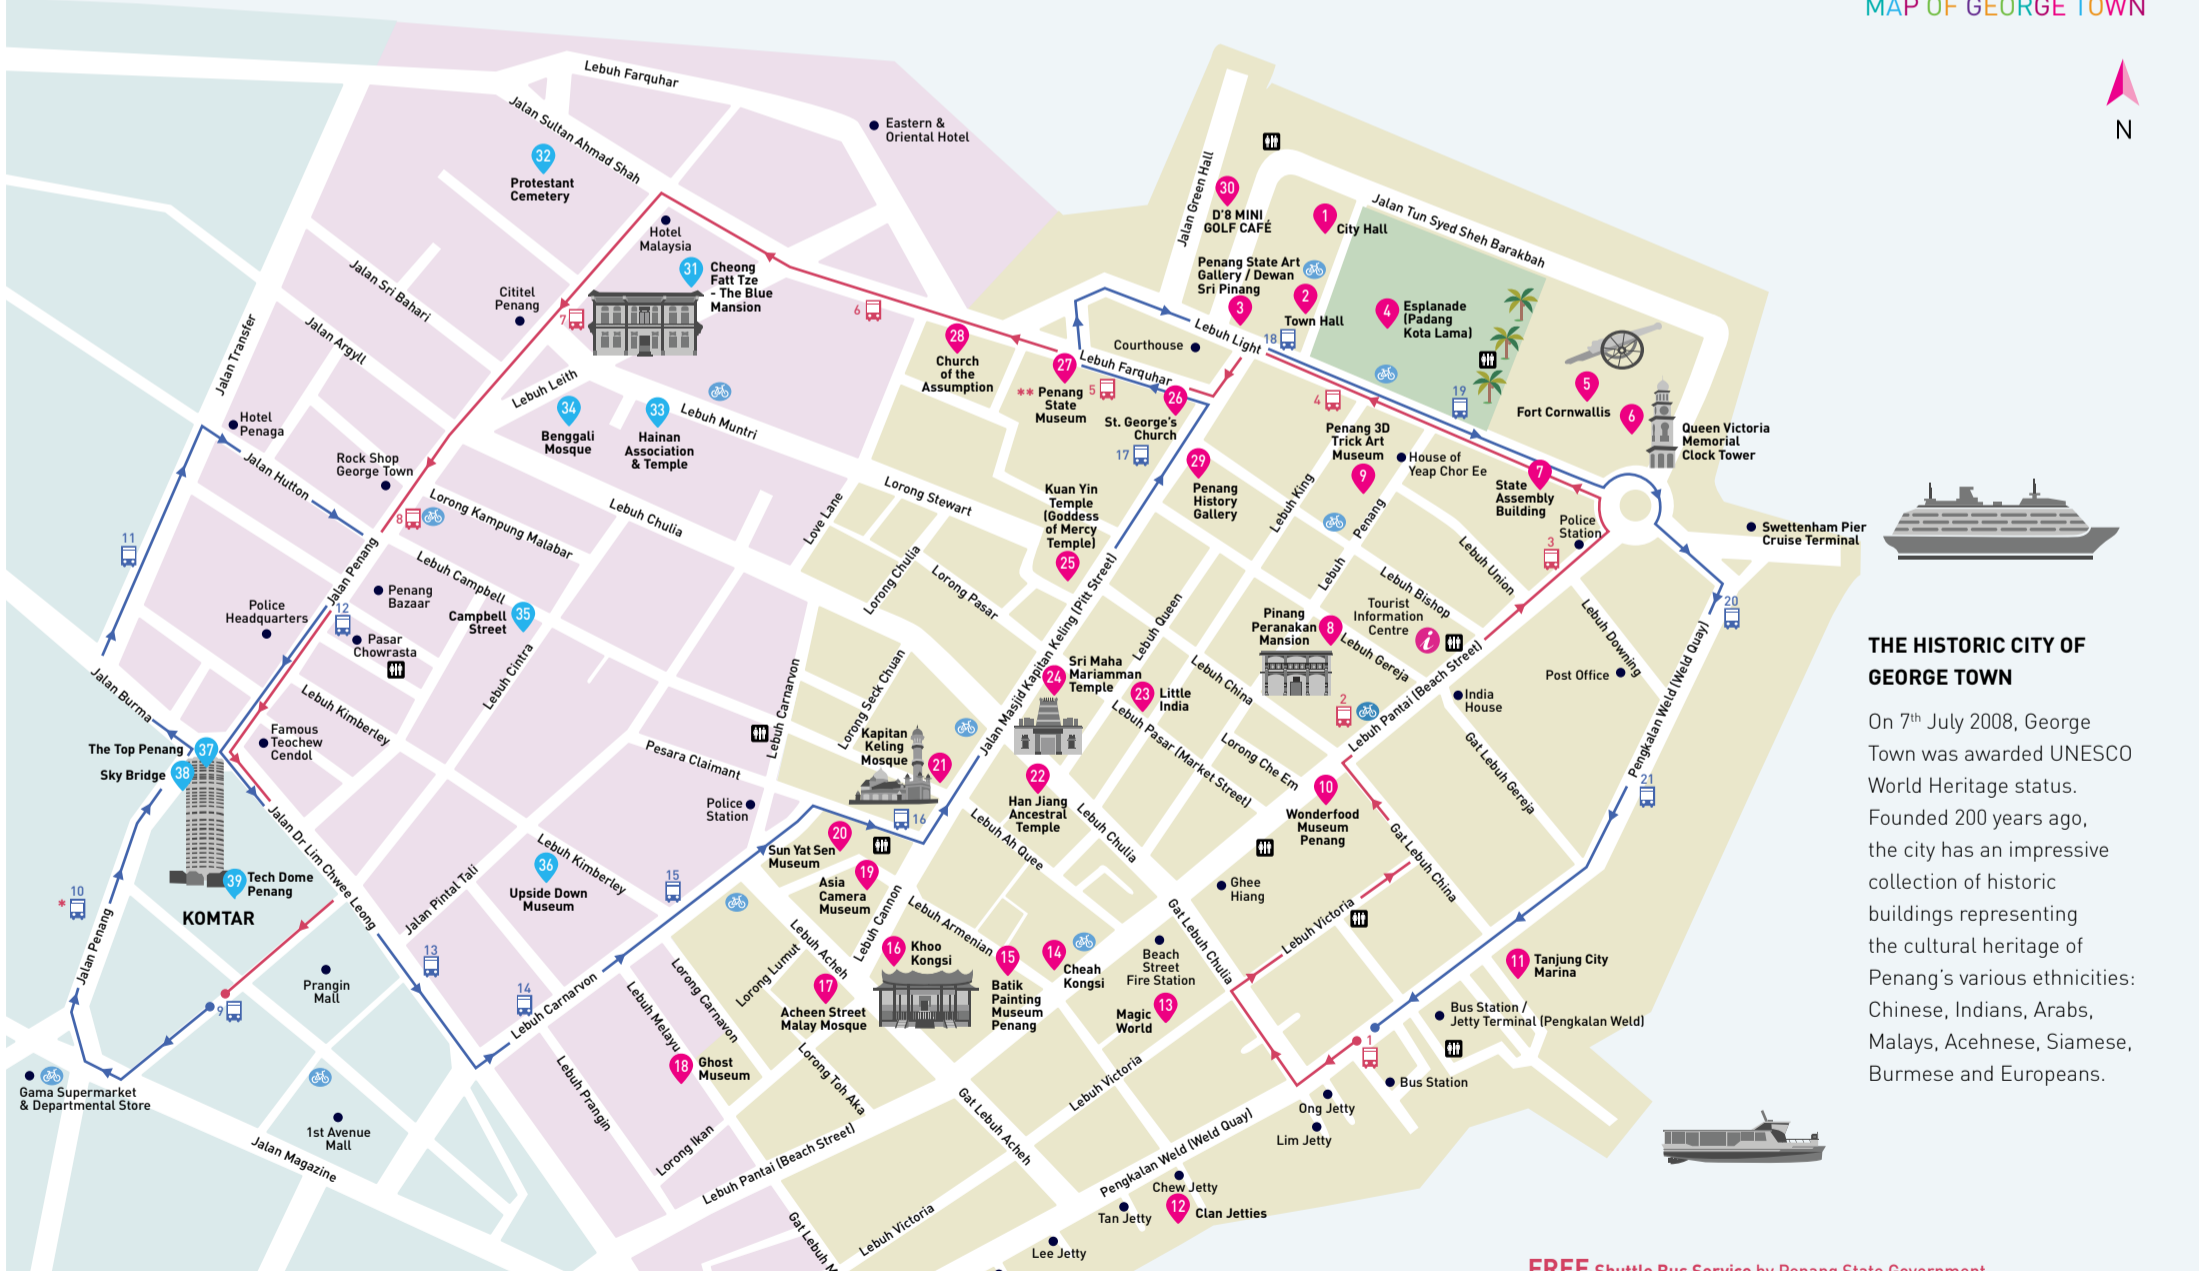 MAP OF GEORGE TOWN
N
Lebuh Farquhar
Jalan Sultan Ahmad Shah
Eastern &
Oriental Hotel
32
Protestant
Cemetery
Hotel
Malaysia
31
Cheong
Fatt Tze
- The Blue
Mansion
Jalan Sri Bahari
Cititel
Penang
7
6
Jalan Transfer
Jalan Argyll
Lebuh Leith
34
Benggali
Mosque
33
Hainan
Association
& Temple
Lebuh Muntri
Hotel
Penaga
Jalan Hutton
Rock Shop
George Town
8
Lorong Kampung Malabar
Lebuh Chulia
Love Lane
Lorong Stewart
11
Jalan Penang
Lebuh Campbell
Penang
Bazaar
12
Campbell
Street
35
Police
Headquarters
Pasar
Chowrasta
Lebuh Cintra
Jalan Burma
Lebuh Kimberley
Famous
Teochew
Cendol
The Top Penang
37
Sky Bridge
38
39
Tech Dome
Penang
KOMTAR
Jalan Dr Lim Chwee Leong
10
*
Jalan Penang
Prangin
Mall
9
Gama Supermarket
& Departmental Store
1st Avenue
Mall
Jalan Magazine
Jalan Green Hall
30
D'8 MINI
GOLF CAFÉ
1
City Hall
Jalan Tun Syed Sheh Barakbah
Penang State Art
Gallery / Dewan
Sri Pinang
3
2
Town Hall
4
Esplanade
(Padang
Kota Lama)
Lebuh Light
18
Courthouse
28
Church
of the
Assumption
27
** Penang
State
Museum
Lebuh Farquhar
5
26
St. George's
Church
17
4
19
5
Fort Cornwallis
6
Queen Victoria
Memorial
Clock Tower
Penang 3D
Trick Art
Museum
9
House of
Yeap Chor Ee
7
State
Assembly
Building
Police
Station
3
Swettenham Pier
Cruise Terminal
29
Penang
History
Gallery
Lebuh King
Lebuh Penang
Kuan Yin
Temple
(Goddess
of Mercy
Temple)
25
Lebuh Union
Lebuh Bishop
Lorong Chulia
Lorong Pasar
Lebuh Queen
Pinang
Peranakan
Mansion
8
Tourist
Information
Centre
i
Lebuh Gereja
Lebuh Downing
20
Post Office
Pengkalan Weld (Weld Quay)
India
House
Lebuh Pantai (Beach Street)
2
Gat Lebuh Gereja
21
Jalan Masjid Kapitan Keling (Pitt Street)
24
Sri Maha
Mariamman
Temple
23
Little
India
Lebuh China
Lebuh Pasar (Market Street)
Lorong Che Em
10
Wonderfood
Museum
Penang
Gat Lebuh China
Lebuh Carnarvon
Lorong Seck Chuan
Kapitan
Keling
Mosque
21
22
Han Jiang
Ancestral
Temple
Lebuh Chulia
Lebuh Ah Quee
Pesara Claimant
Police
Station
16
20
Sun Yat Sen
Museum
19
Asia
Camera
Museum
Lebuh Cannon
Lebuh Armenian
Lebuh Kimberley
36
Upside Down
Museum
15
Jalan Pintal Tali
13
14
Lebuh Carnarvon
Lebuh Melayu
Lorong Carnavon
Lorong Lumut
Lebuh Acheh
17
Acheen Street
Malay Mosque
16
Khoo
Kongsi
15
Batik
Painting
Museum
Penang
14
Cheah
Kongsi
Ghee
Hiang
Gat Lebuh Chulia
Beach
Street
Fire Station
13
Magic
World
Lebuh Victoria
11
Tanjung City
Marina
Bus Station /
Jetty Terminal (Pengkalan Weld)
1
Bus Station
Ong Jetty
Lim Jetty
Lebuh Prangin
18
Ghost
Museum
Lorong Toh Aka
Lorong Ikan
Lebuh Pantai (Beach Street)
Gat Lebuh Acheh
Lebuh Victoria
Pengkalan Weld (Weld Quay)
Chew Jetty
12
Clan Jetties
Tan Jetty
Lee Jetty
Lebuh Victoria
Gat Lebuh M
THE HISTORIC CITY OF
GEORGE TOWN
On 7th July 2008, George
Town was awarded UNESCO
World Heritage status.
Founded 200 years ago,
the city has an impressive
collection of historic
buildings representing
the cultural heritage of
Penang's various ethnicities:
Chinese, Indians, Arabs,
Malays, Acehnese, Siamese,
Burmese and Europeans.
FREE Shuttle Bus Service by Penang State Government